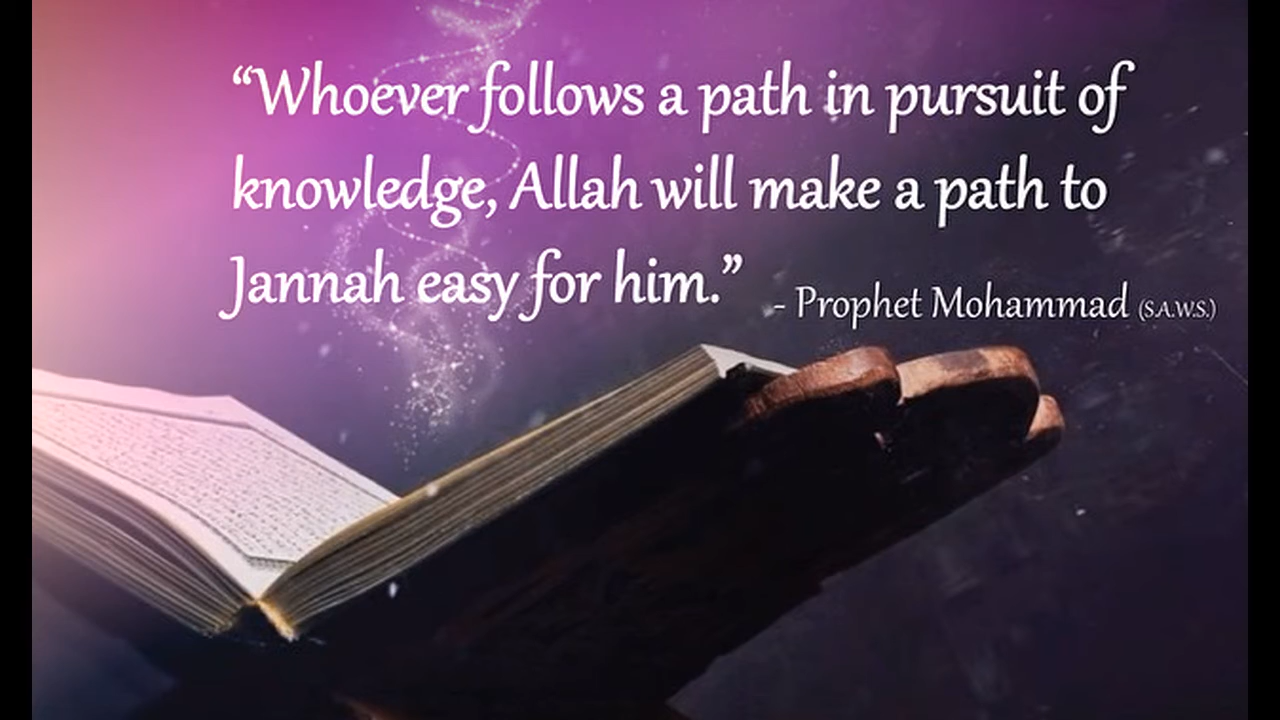 “Whoever follows a path in pursuit of
knowledge, Allah will make a path to
Jannah easy for him.”
- Prophet Mohammad (S.A.W.S.)